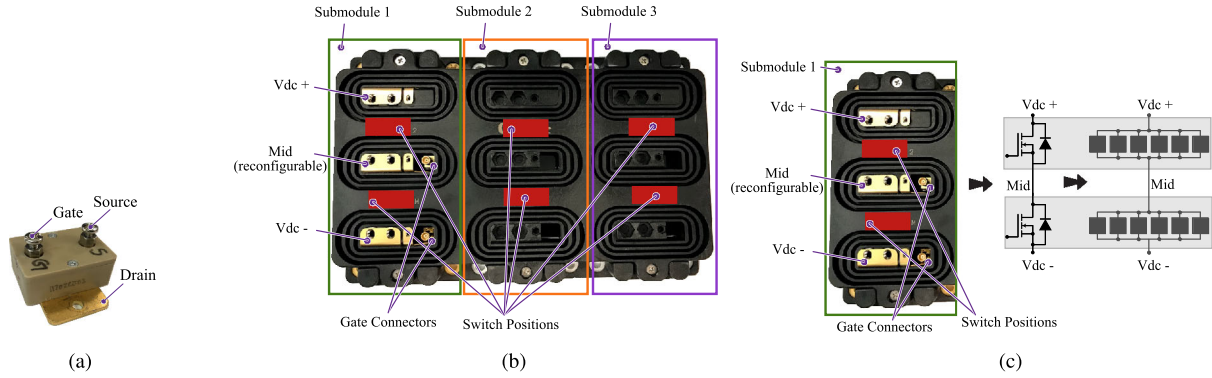 Gate
Source
Drain
(a)
Submodule 1
Submodule 2
Submodule 3
Vdc +
Mid
(reconfigurable)
Vdc -
Gate Connectors
Switch Positions
(b)
Submodule 1
Vdc +
Mid
(reconfigurable)
Vdc -
Gate Connectors
Switch Positions
Vdc +
Vdc +
Mid
Mid
Vdc -
Vdc -
(c)